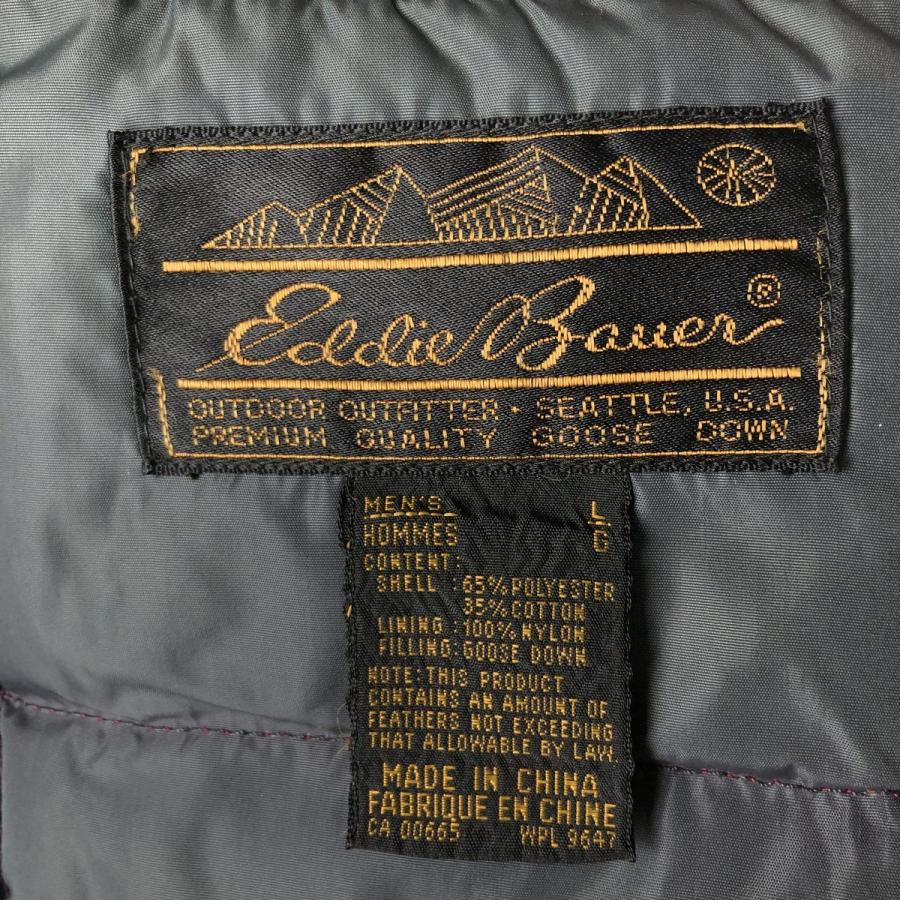 Eddie Bauer®
OUTDOOR OUTFITTER • SEATTLE, U.S.A.
PREMIUM QUALITY GOOSE DOWN
MEN'S L
HOMMES G
CONTENT:
SHELL : 65% POLYESTER
35% COTTON
LINING : 100% NYLON
FILLING: GOOSE DOWN
NOTE: THIS PRODUCT
CONTAINS AN AMOUNT OF
FEATHERS NOT EXCEEDING
THAT ALLOWABLE BY LAW.
MADE IN CHINA
FABRIQUE EN CHINE
CA 00665 WPL 9647